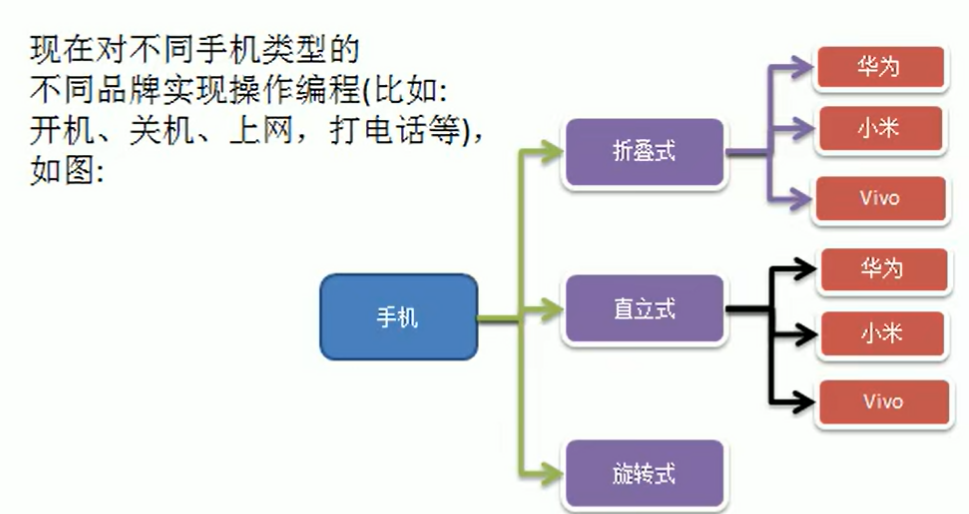 现在对不同手机类型的
不同品牌实现操作编程(比如:
开机、关机、上网，打电话等)，
如图:
手机
折叠式
华为
小米
Vivo
直立式
华为
小米
Vivo
旋转式